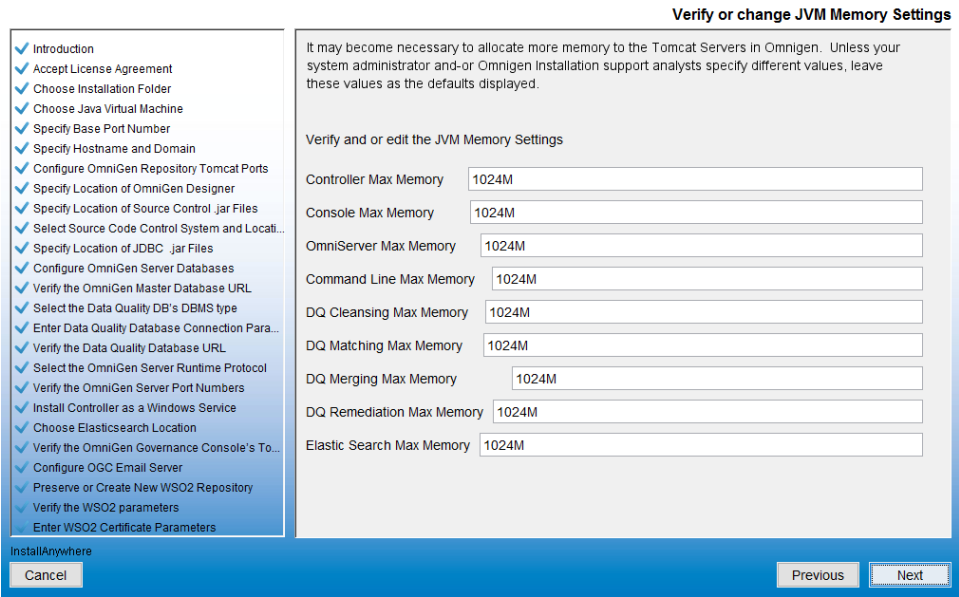 Verify or change JVM Memory Settings
Introduction
Accept License Agreement
Choose Installation Folder
Choose Java Virtual Machine
Specify Base Port Number
Specify Hostname and Domain
Configure OmniGen Repository Tomcat Ports
Specify Location of OmniGen Designer
Specify Location of Source Control .jar Files
Select Source Code Control System and Locati...
Specify Location of JDBC .jar Files
Configure OmniGen Server Databases
Verify the OmniGen Master Database URL
Select the Data Quality DB's DBMS type
Enter Data Quality Database Connection Para...
Verify the Data Quality Database URL
Select the OmniGen Server Runtime Protocol
Verify the OmniGen Server Port Numbers
Install Controller as a Windows Service
Choose Elasticsearch Location
Verify the OmniGen Governance Console's To...
Configure OGC Email Server
Preserve or Create New WSO2 Repository
Verify the WSO2 parameters
Enter WSO2 Certificate Parameters
It may become necessary to allocate more memory to the Tomcat Servers in Omnigen. Unless your
system administrator and-or Omnigen Installation support analysts specify different values, leave
these values as the defaults displayed.
Verify and or edit the JVM Memory Settings
Controller Max Memory 1024M
Console Max Memory 1024M
OmniServer Max Memory 1024M
Command Line Max Memory 1024M
DQ Cleansing Max Memory 1024M
DQ Matching Max Memory 1024M
DQ Merging Max Memory 1024M
DQ Remediation Max Memory 1024M
Elastic Search Max Memory 1024M
InstallAnywhere
Cancel Previous Next